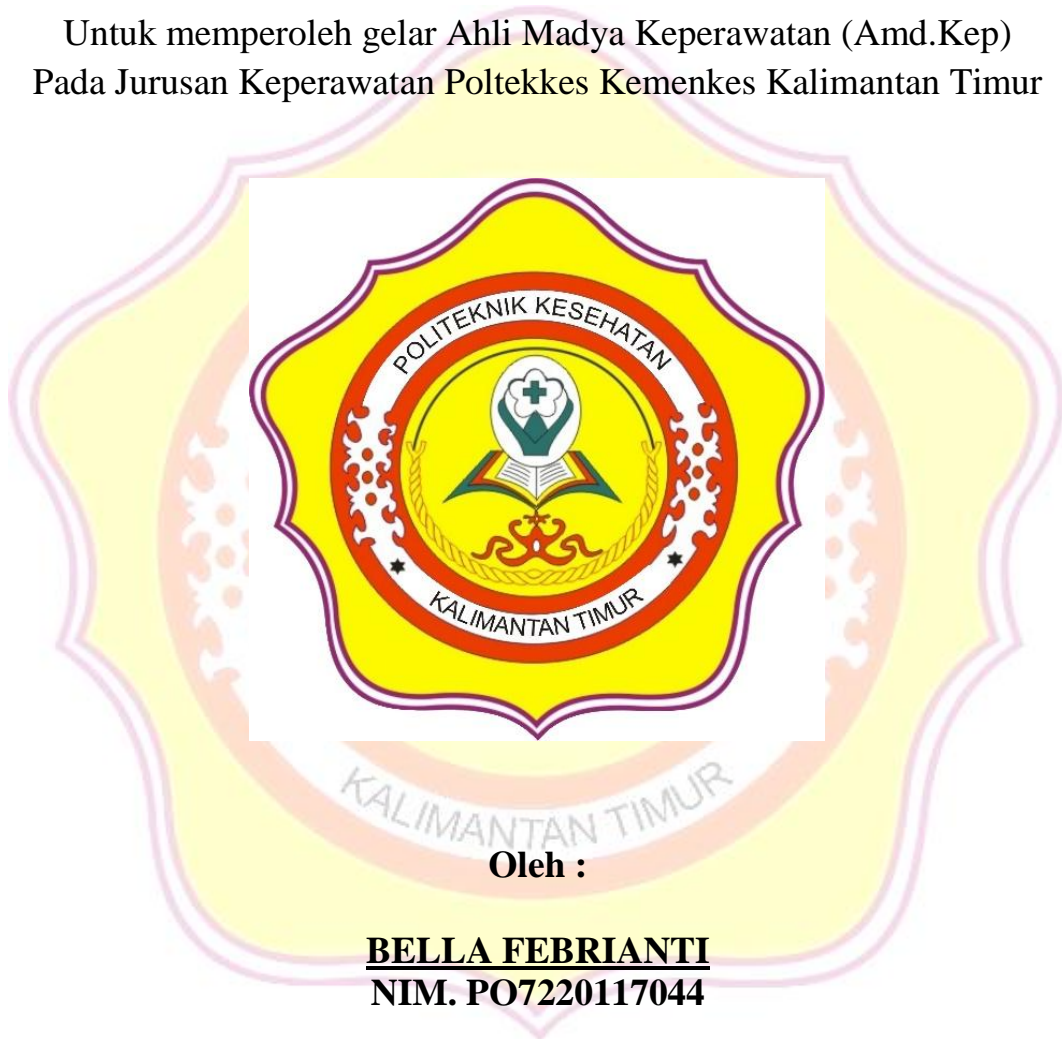 Untuk memperoleh gelar Ahli Madya Keperawatan (Amd.Kep)
Pada Jurusan Keperawatan Poltekkes Kemenkes Kalimantan Timur
POLITEKNIK KESEHATAN
KALIMANTAN TIMUR
KALIMANTAN TIMUR
Oleh :
BELLA FEBRIANTI
NIM. PO7220117044